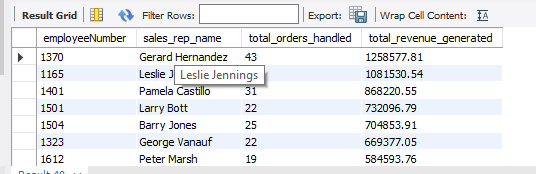 Result Grid Filter Rows: Export: Wrap Cell Content: IA
employeeNumber sales_rep_name total_orders_handled total_revenue_generated
1370 Gerard Hernandez 43 1258577.81
1165 Leslie J 1081530.54
Leslie Jennings
1401 Pamela Castillo 31 868220.55
1501 Larry Bott 22 732096.79
1504 Barry Jones 25 704853.91
1323 George Vanauf 22 669377.05
1612 Peter Marsh 19 584593.76